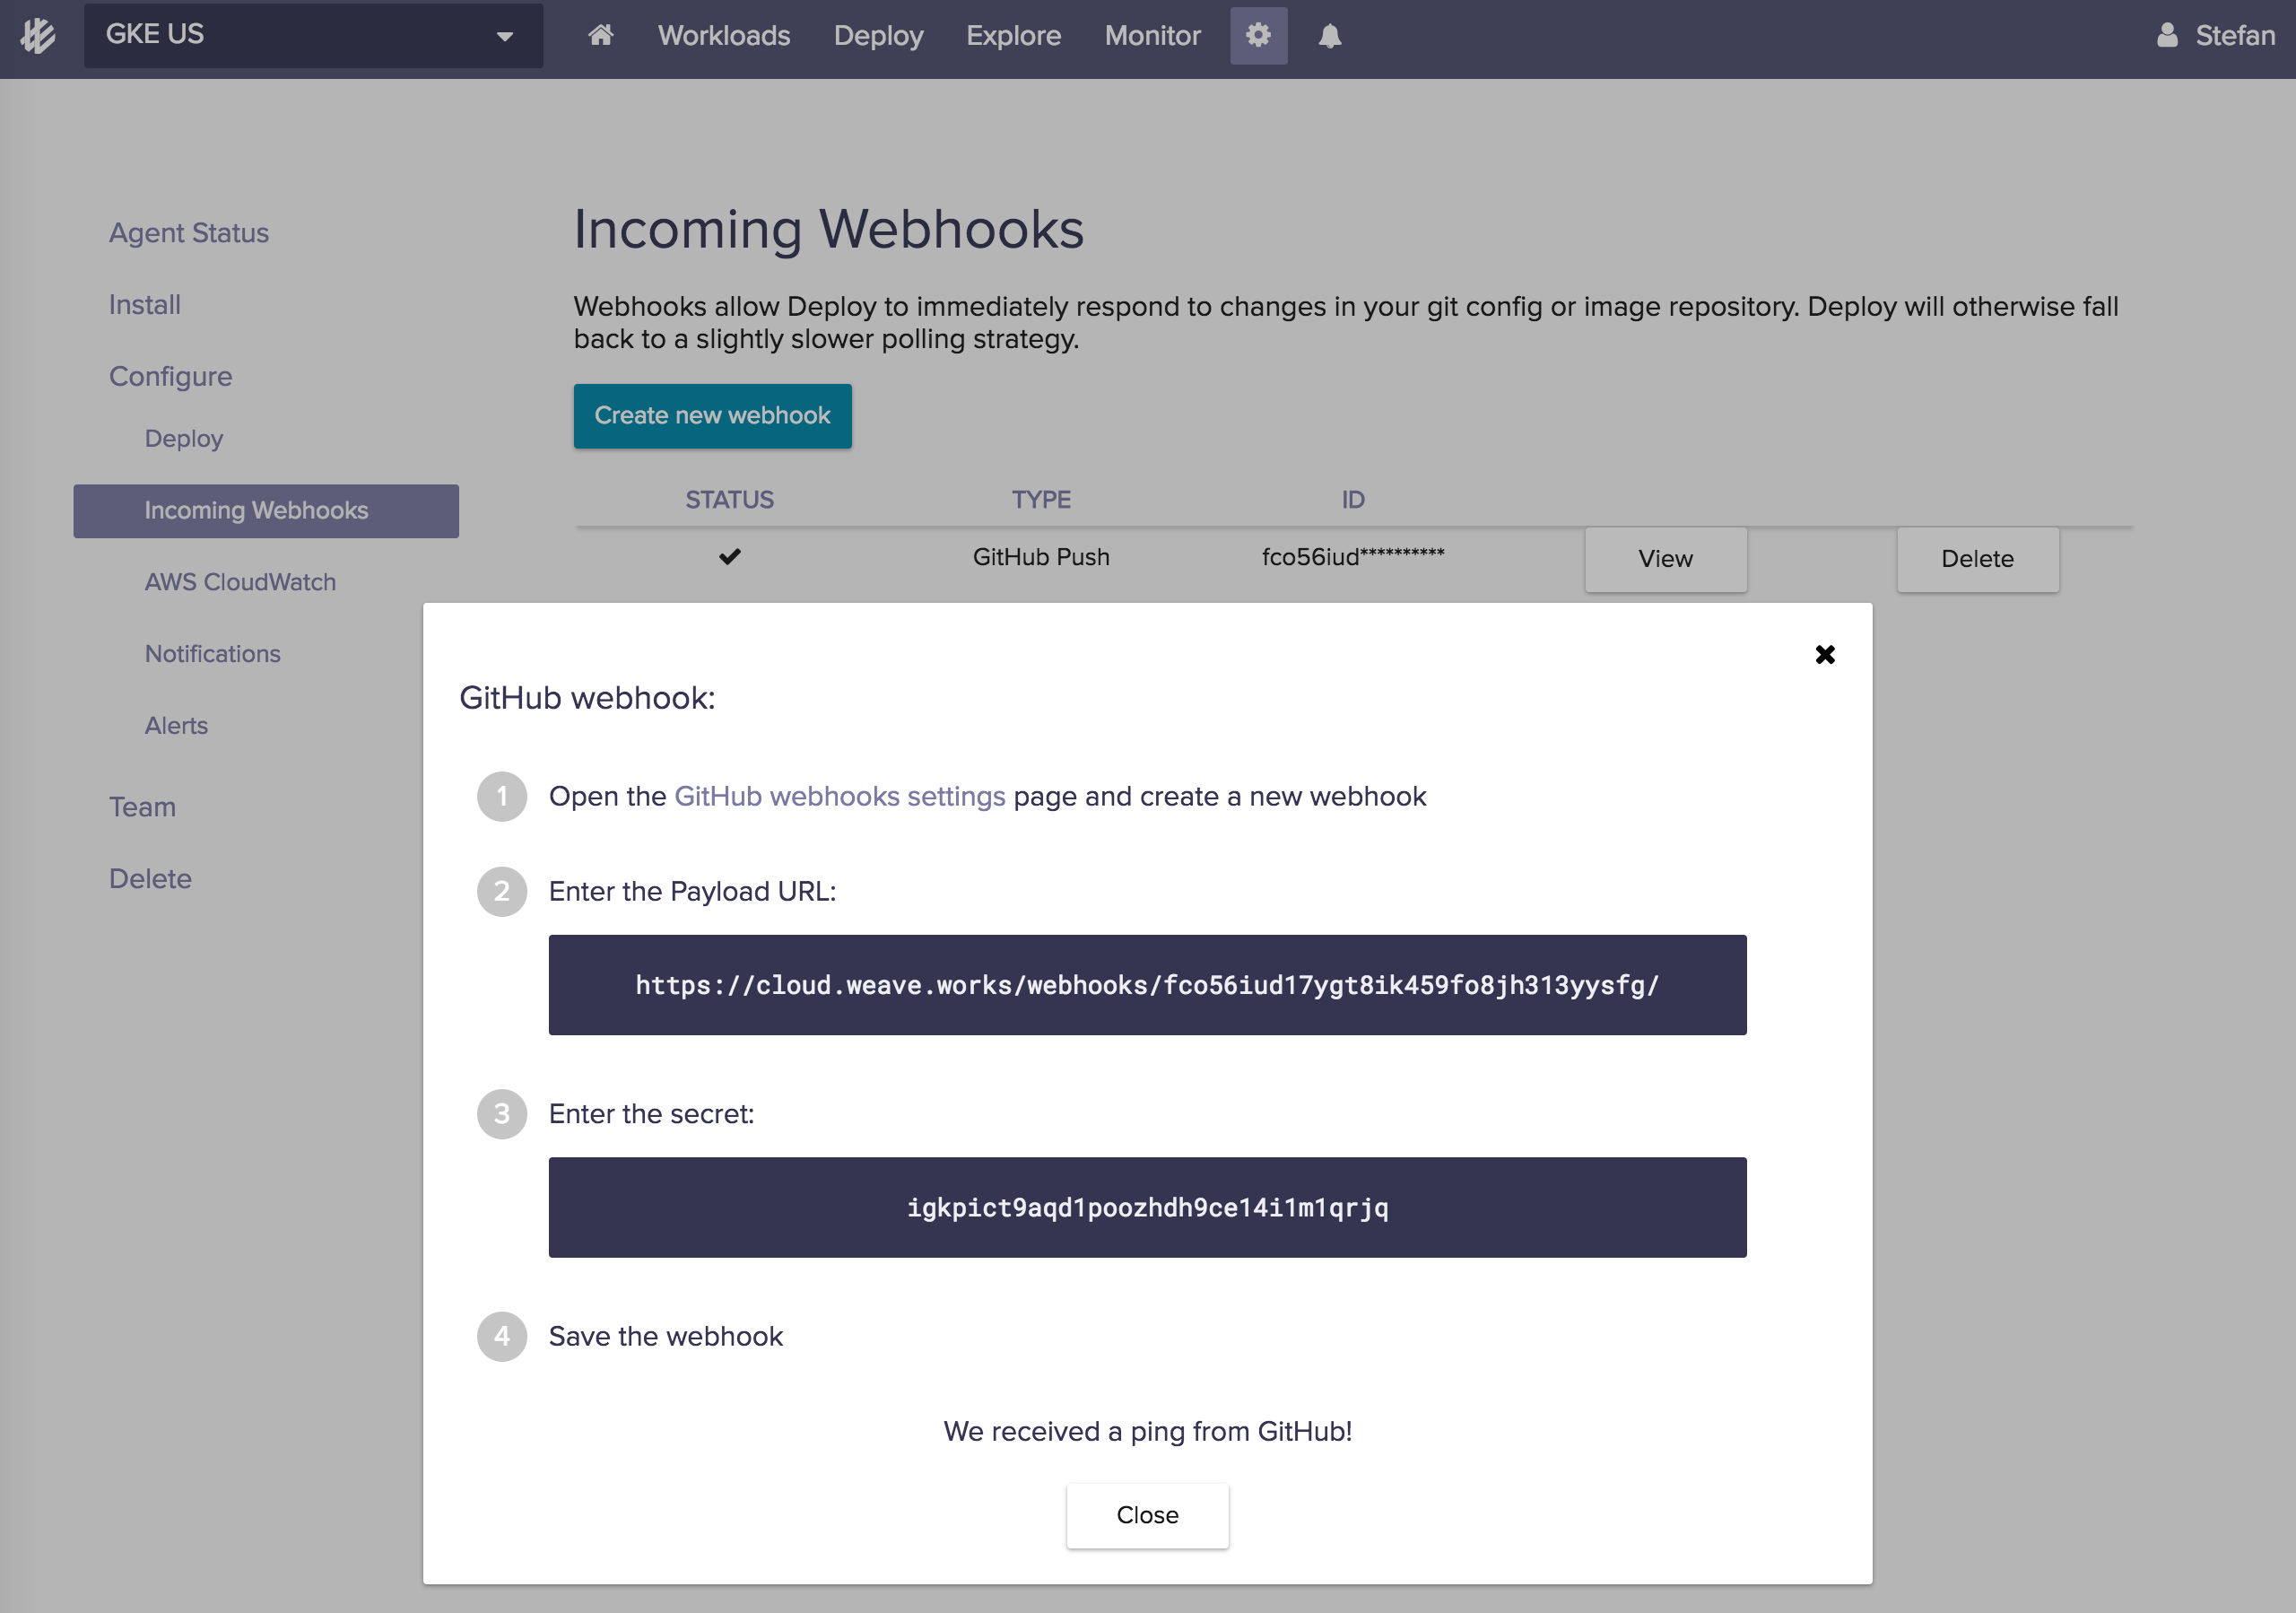 GKE US
Workloads
Deploy
Explore
Monitor
Stefan
Agent Status
Install
Configure
Deploy
Incoming Webhooks
AWS CloudWatch
Notifications
Alerts
Team
Delete
Incoming Webhooks
Webhooks allow Deploy to immediately respond to changes in your git config or image repository. Deploy will otherwise fall
back to a slightly slower polling strategy.
Create new webhook
STATUS TYPE ID
GitHub Push fco56iud********** View Delete
GitHub webhook:
1 Open the GitHub webhooks settings page and create a new webhook
2 Enter the Payload URL:
https://cloud.weave.works/webhooks/fco56iud17ygt8ik459fo8jh313yysfg/
3 Enter the secret:
igkpict9aqd1poozhdh9ce14i1m1qrjq
4 Save the webhook
We received a ping from GitHub!
Close